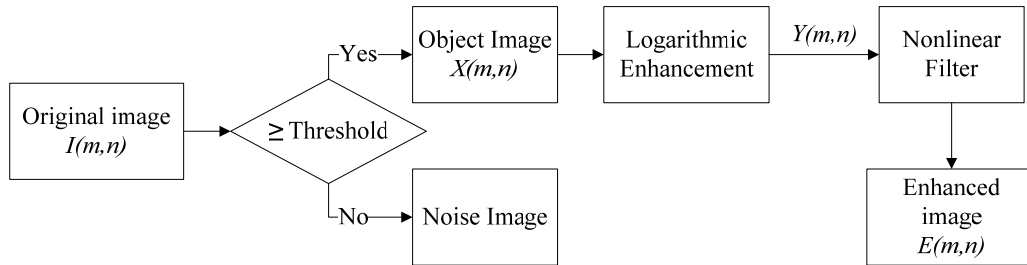 Original image
I(m,n)
≥ Threshold
Yes
Object Image
X(m,n)
Logarithmic
Enhancement
Y(m,n)
Nonlinear
Filter
No
Noise Image
Enhanced
image
E(m,n)